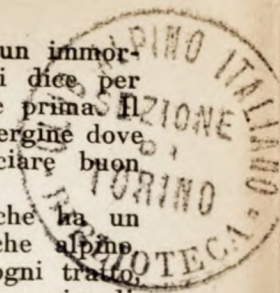 un immor-
i dice per
e prima. Il
ergine dove
ciare buon
che ha un
che alpino,
ogni tratto,
ALPINO ITALIANO
SEZIONE
DI
TORINO
BIBLIOTECA